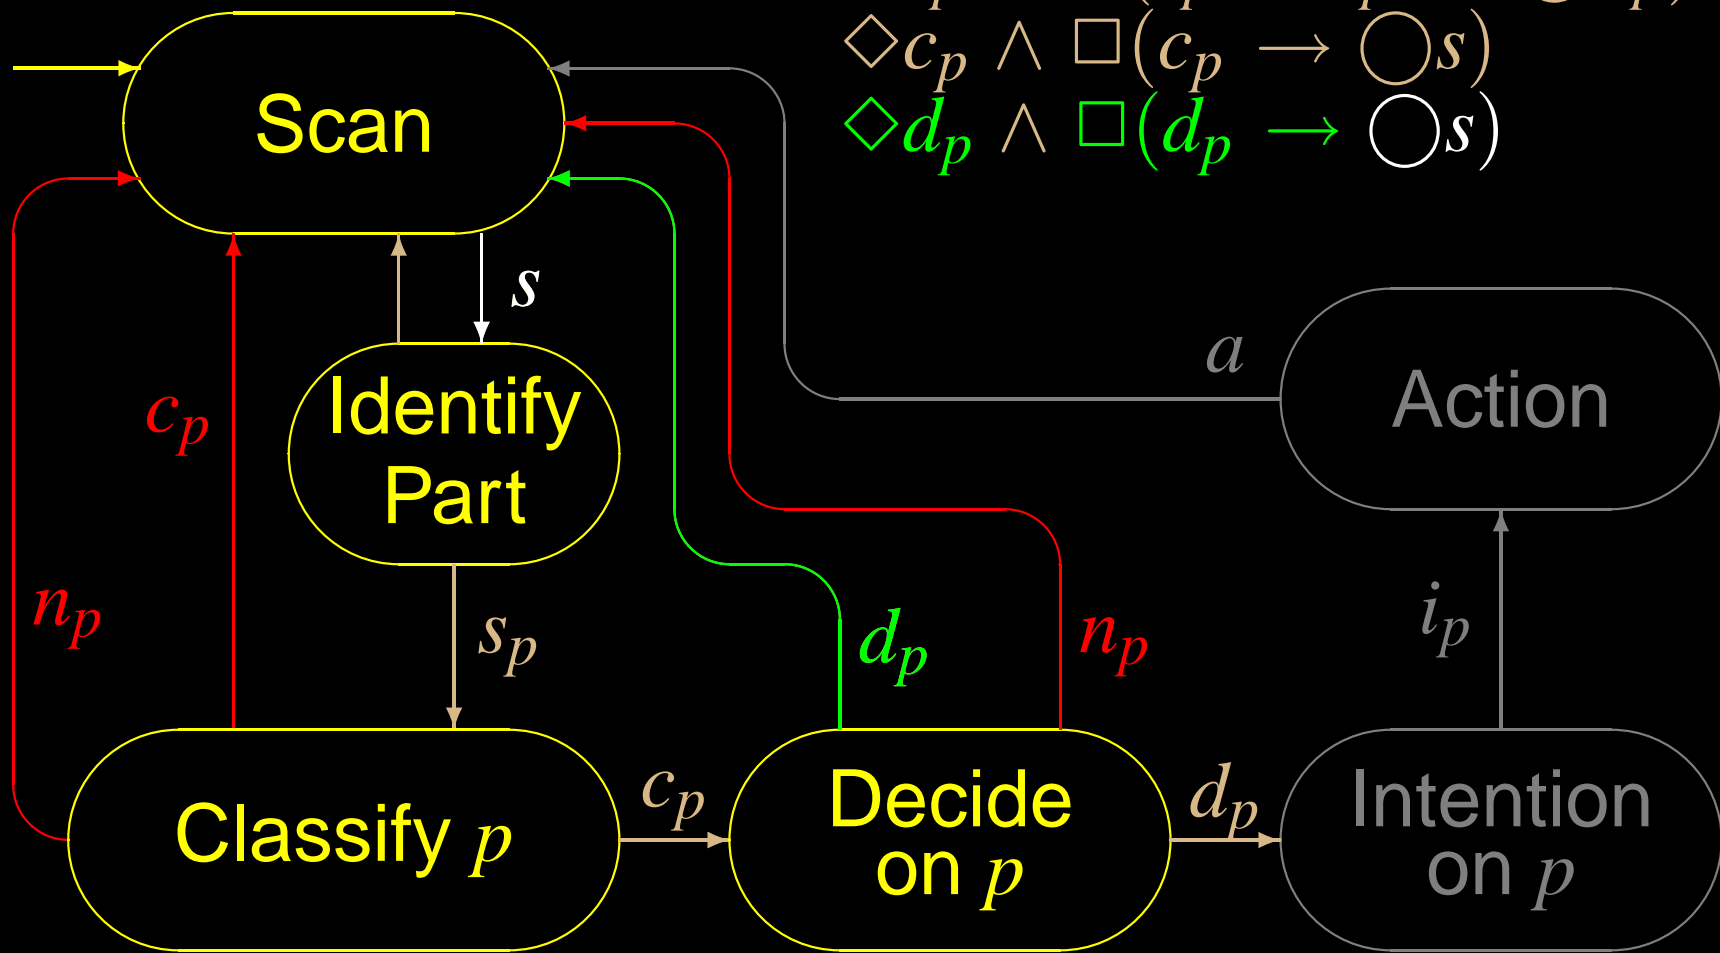 ◇c_p ∧ □(c_p → ◯s)
◇d_p ∧ □(d_p → ◯s)
Scan
s
Identify
Part
a
Action
c_p
n_p
s_p
d_p
n_p
i_p
Classify p
c_p
Decide
on p
d_p
Intention
on p